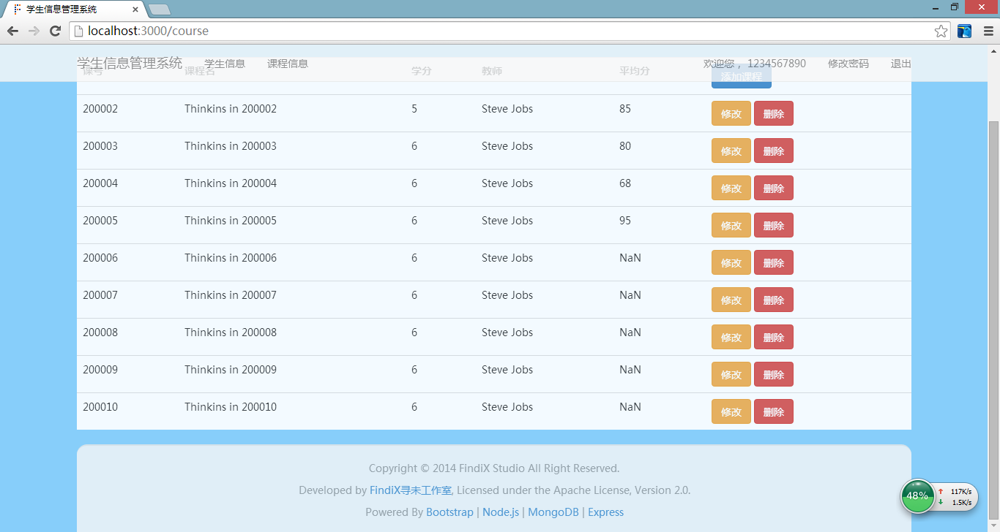 学生信息管理系统
localhost:3000/course
学生信息管理系统 学生信息 课程信息 欢迎您 ，1234567890 修改密码 退出
课号 课程名 学分 教师 平均分 添加课程
200002 Thinkins in 200002 5 Steve Jobs 85 修改 删除
200003 Thinkins in 200003 6 Steve Jobs 80 修改 删除
200004 Thinkins in 200004 6 Steve Jobs 68 修改 删除
200005 Thinkins in 200005 6 Steve Jobs 95 修改 删除
200006 Thinkins in 200006 6 Steve Jobs NaN 修改 删除
200007 Thinkins in 200007 6 Steve Jobs NaN 修改 删除
200008 Thinkins in 200008 6 Steve Jobs NaN 修改 删除
200009 Thinkins in 200009 6 Steve Jobs NaN 修改 删除
200010 Thinkins in 200010 6 Steve Jobs NaN 修改 删除
Copyright © 2014 FindiX Studio All Right Reserved.
Developed by FindiX寻未工作室, Licensed under the Apache License, Version 2.0.
Powered By Bootstrap | Node.js | MongoDB | Express
48% 117K/s
1.5K/s